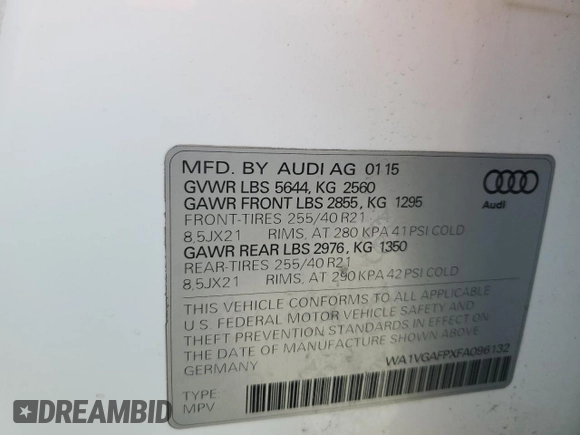 MFD. BY AUDI AG 01 15
GVWR LBS 5644, KG 2560
GAWR FRONT LBS 2855, KG 1295
FRONT-TIRES 255/40 R21
8,5JX21 RIMS, AT 280 KPA 41 PSI COLD
GAWR REAR LBS 2976, KG 1350
REAR-TIRES 255/40 R21
8,5JX21 RIMS, AT 290 KPA 42 PSI COLD
Audi
THIS VEHICLE CONFORMS TO ALL APPLICABLE
U.S. FEDERAL MOTOR VEHICLE SAFETY AND
THEFT PREVENTION STANDARDS IN EFFECT ON
THE DATE OF MANUFACTURE SHOWN ABOVE.
GERMANY
WA1VGAFPXFA096132
TYPE
MPV
DREAMBID